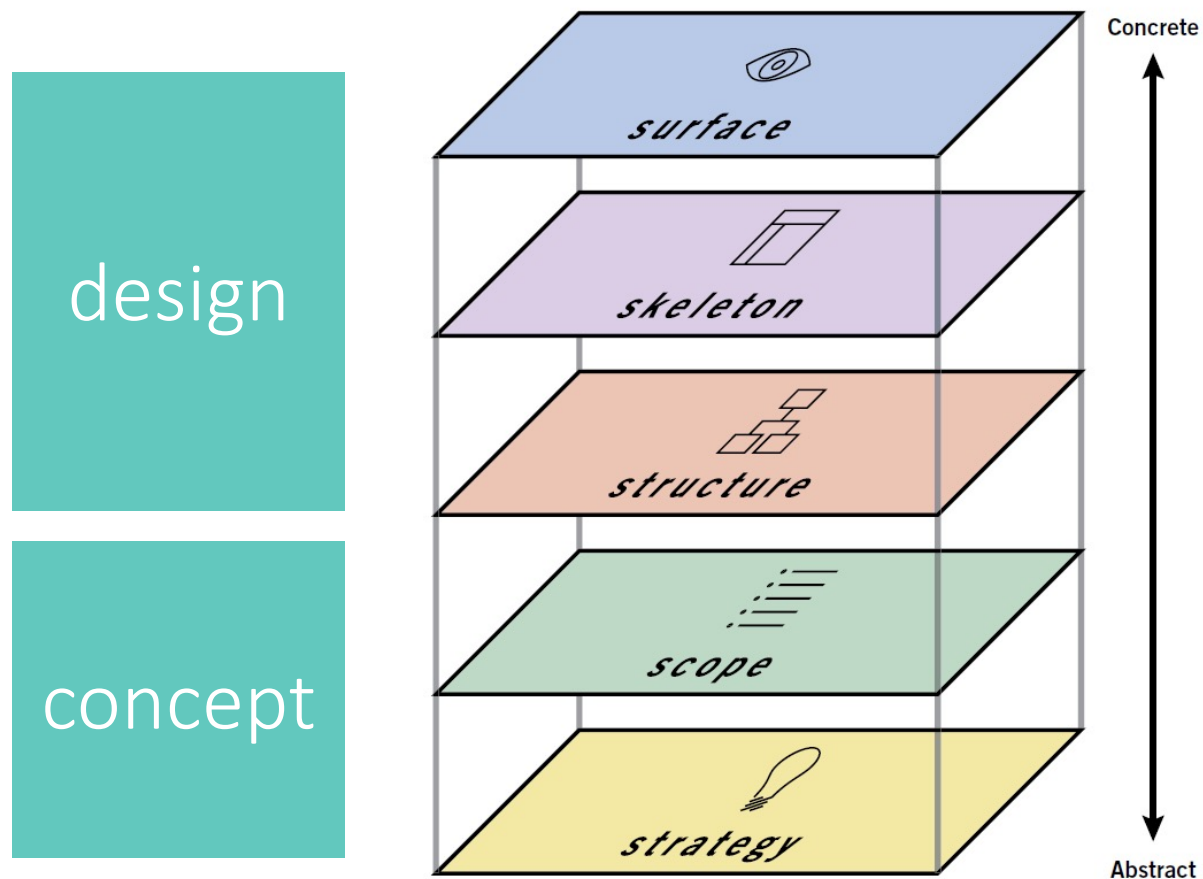 design
concept
surface
skeleton
structure
scope
strategy
Concrete
Abstract